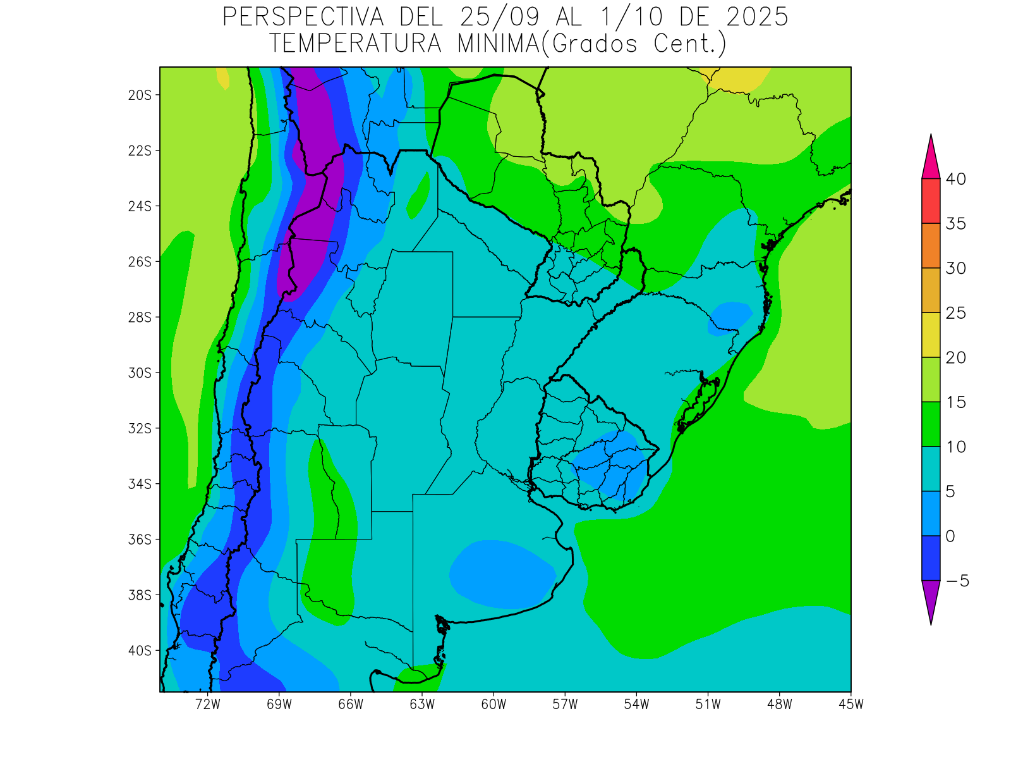 PERSPECTIVA DEL 25/09 AL 1/10 DE 2025
TEMPERATURA MINIMA(Grados Cent.)
20S
22S
24S
26S
28S
30S
32S
34S
36S
38S
40S
72W 69W 66W 63W 60W 57W 54W 51W 48W 45W
40
35
30
25
20
15
10
5
0
−5